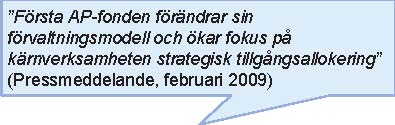 ”Första AP-fonden förändrar sin
förvaltningsmodell och ökar fokus på
kärnverksamheten strategisk tillgångsallokering”
(Pressmeddelande, februari 2009)